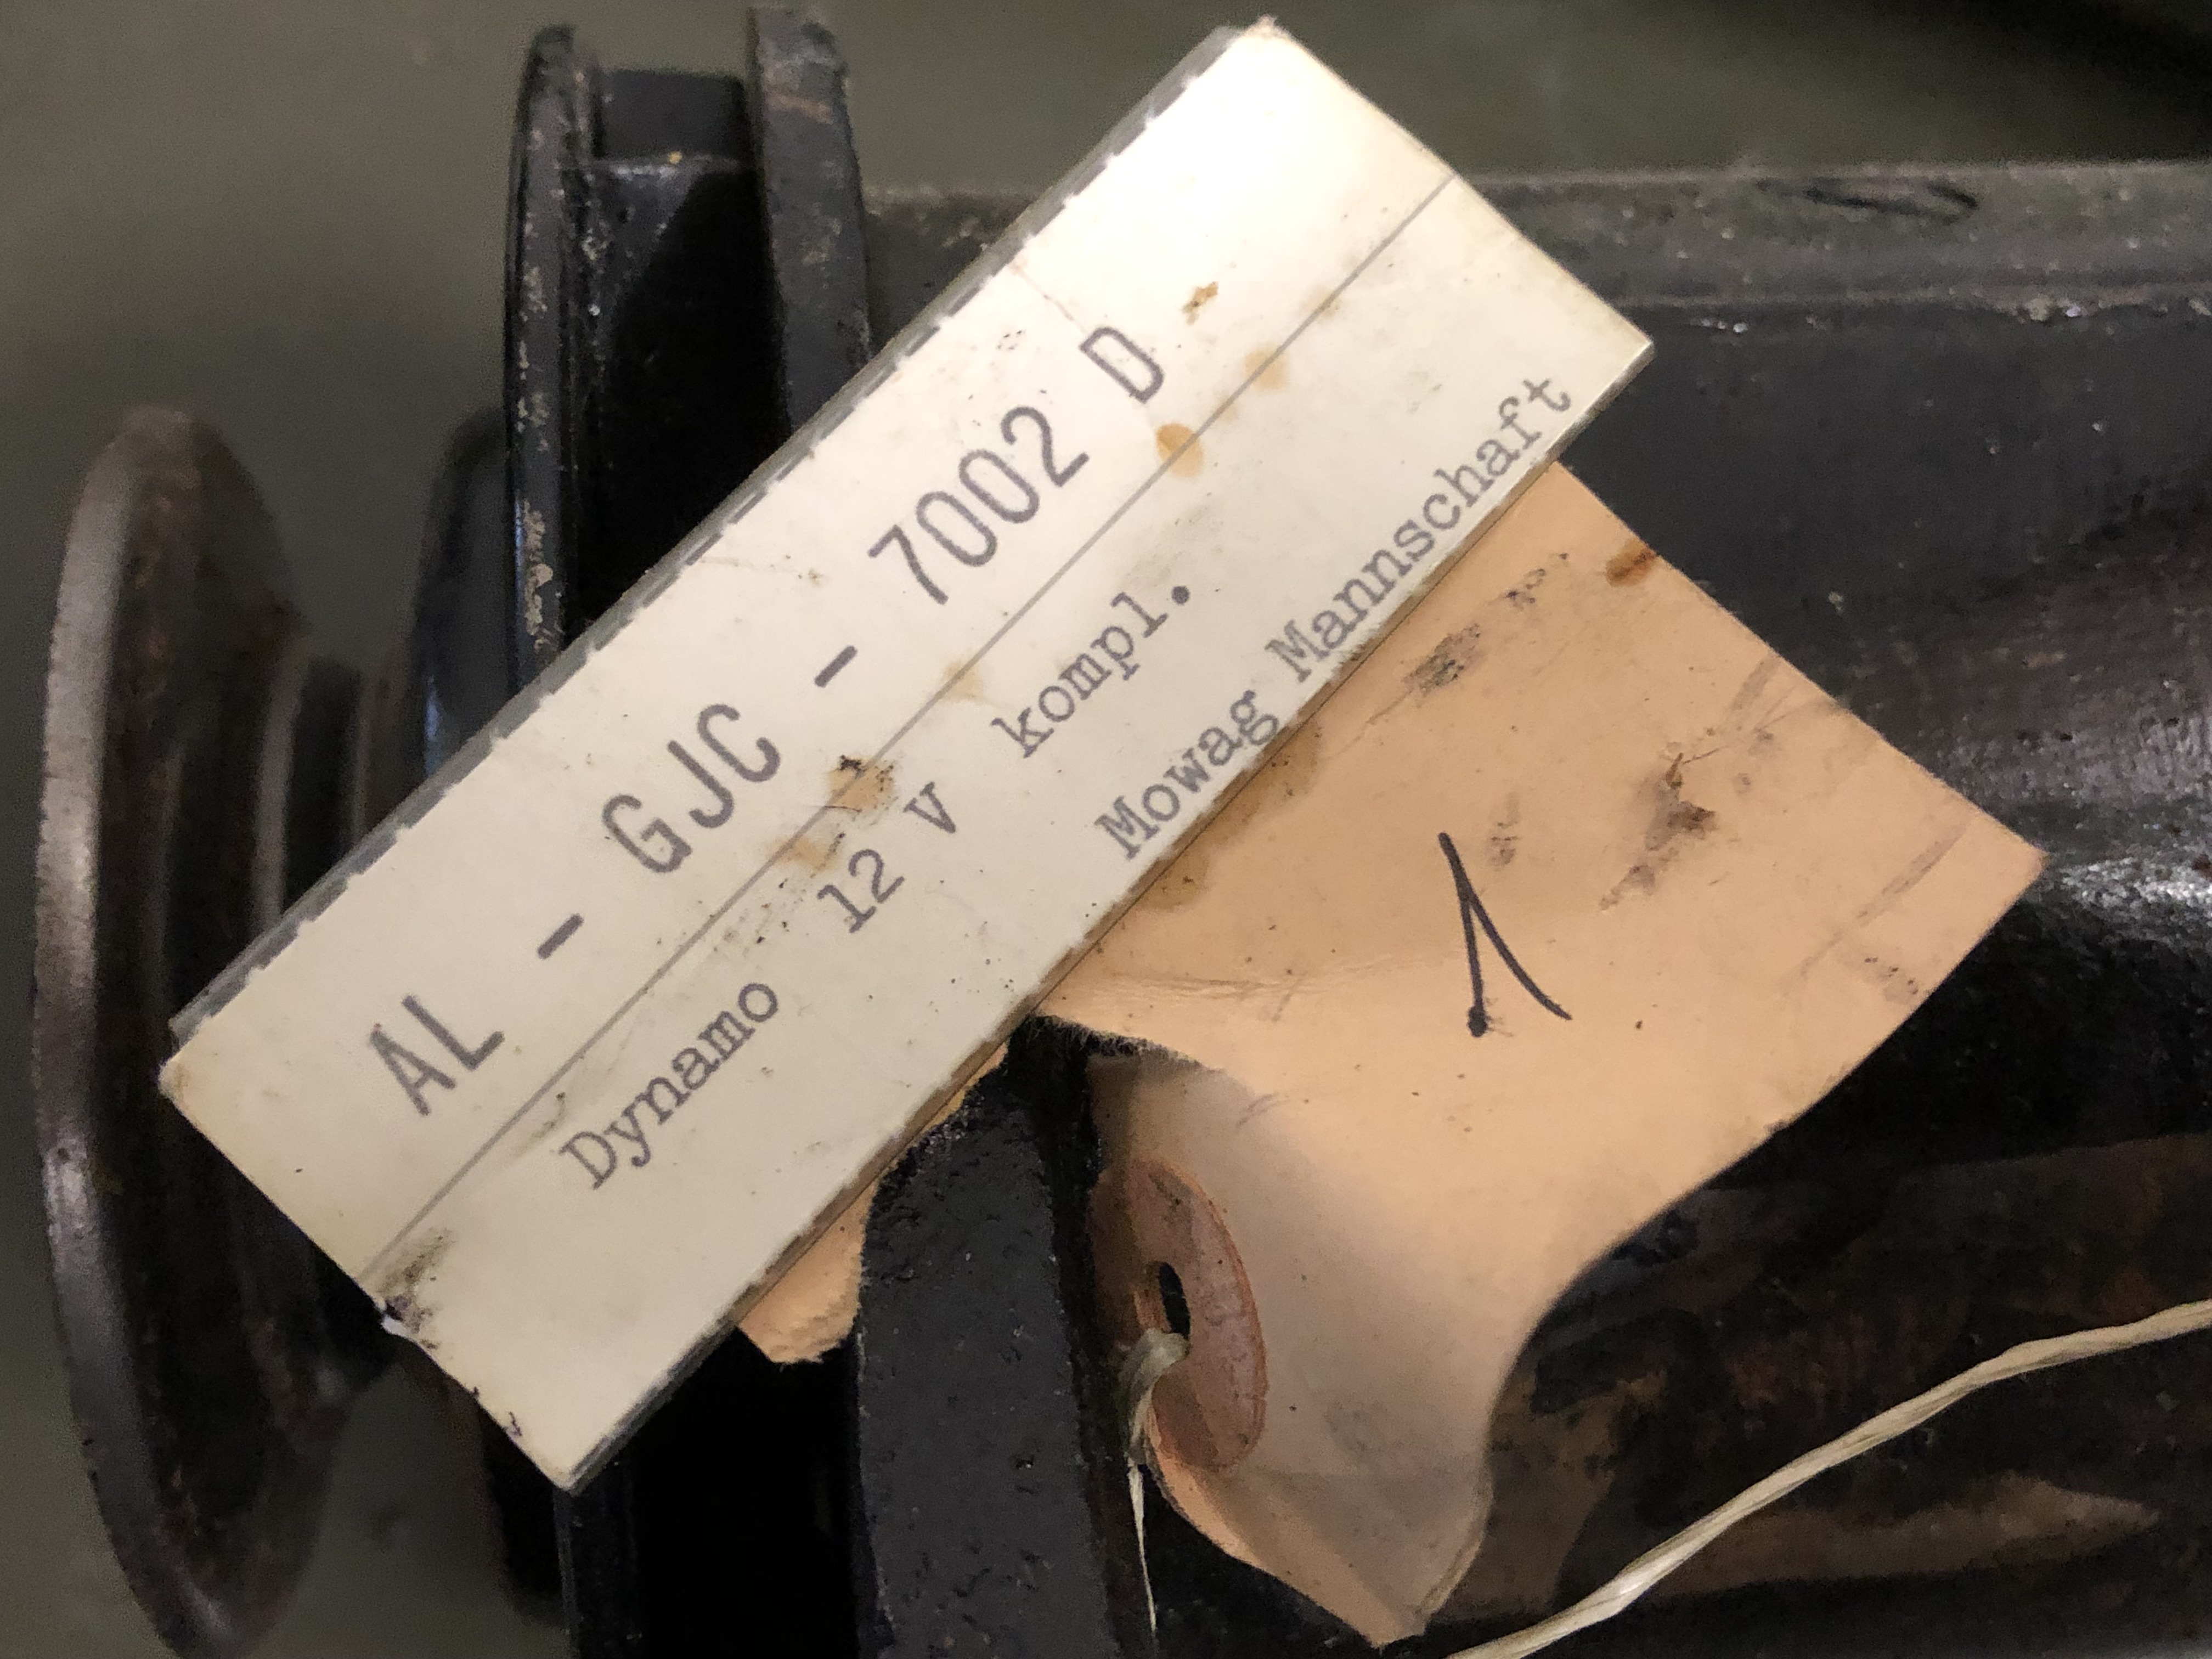 AL - GJC - 7002 D
Dynamo 12 V kompl.
Mowag Mannschaft
1